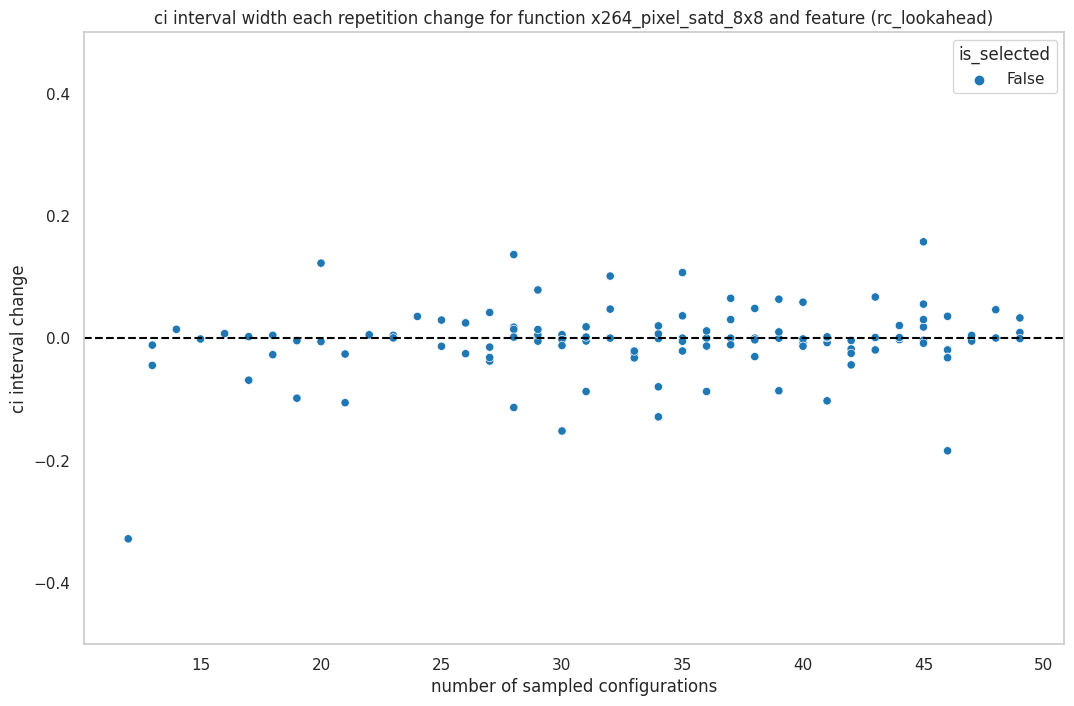 ci interval width each repetition change for function x264_pixel_satd_8x8 and feature (rc_lookahead)
is_selected
False
ci interval change
0.4
0.2
0.0
−0.2
−0.4
15 20 25 30 35 40 45 50
number of sampled configurations